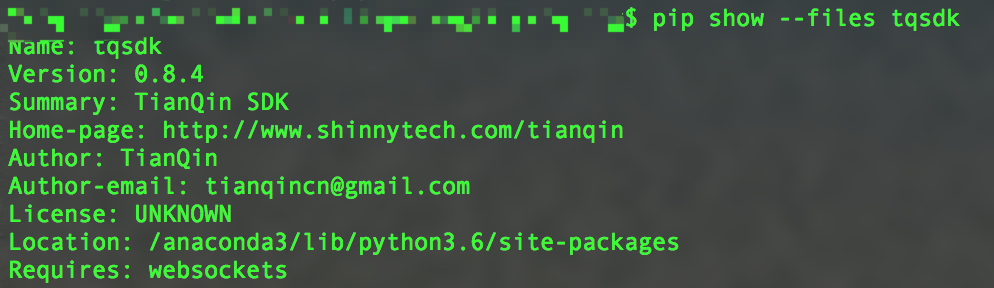 $ pip show --files tqsdk
Name: tqsdk
Version: 0.8.4
Summary: TianQin SDK
Home-page: http://www.shinnytech.com/tianqin
Author: TianQin
Author-email: tianqincn@gmail.com
License: UNKNOWN
Location: /anaconda3/lib/python3.6/site-packages
Requires: websockets